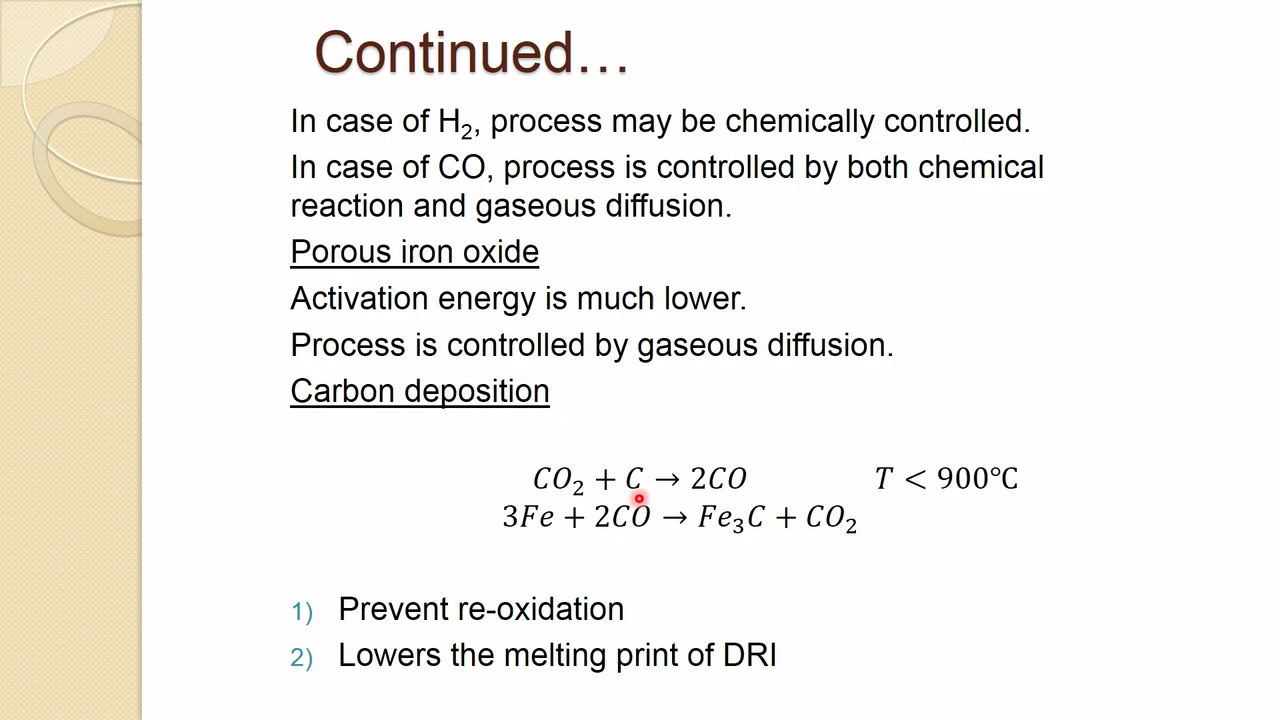 Continued…
In case of H₂, process may be chemically controlled.
In case of CO, process is controlled by both chemical
reaction and gaseous diffusion.
Porous iron oxide
Activation energy is much lower.
Process is controlled by gaseous diffusion.
Carbon deposition
CO₂ + C → 2CO T < 900℃
3Fe + 2CO → Fe₃C + CO₂
1) Prevent re-oxidation
2) Lowers the melting print of DRI